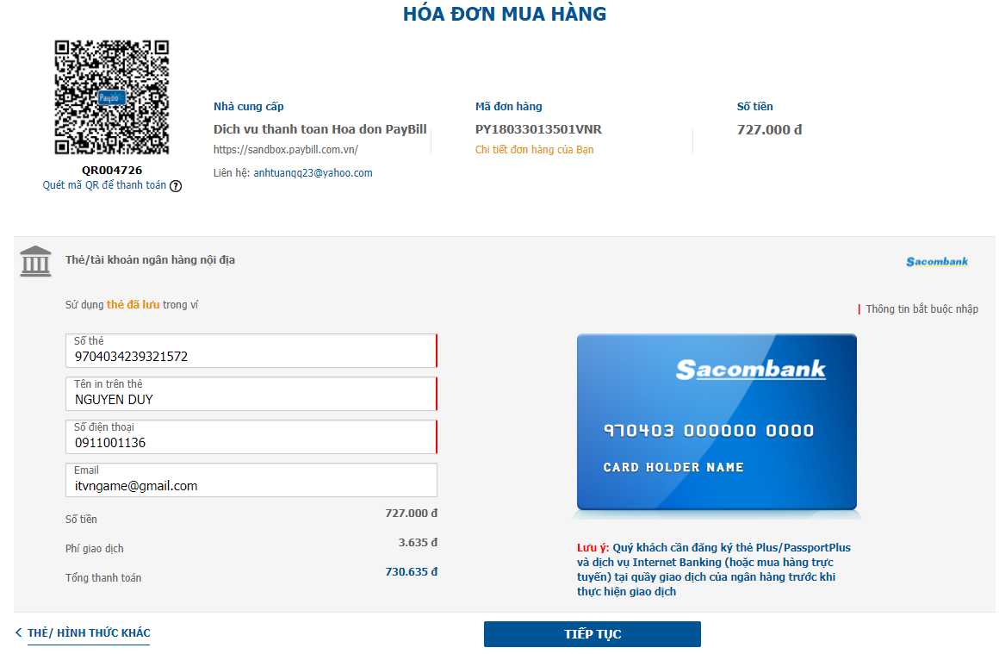 HÓA ĐƠN MUA HÀNG
Payoo
QR004726
Quét mã QR để thanh toán ?
Nhà cung cấp
Dich vu thanh toan Hoa don PayBill
https://sandbox.paybill.com.vn/
Liên hệ: anhtuanqq23@yahoo.com
Mã đơn hàng
PY18033013501VNR
Chi tiết đơn hàng của Bạn
Số tiền
727.000 đ
Thẻ/tài khoản ngân hàng nội địa
Sacombank
Sử dụng thẻ đã lưu trong ví
Thông tin bắt buộc nhập
Số thẻ
9704034239321572
Tên in trên thẻ
NGUYEN DUY
Số điện thoại
0911001136
Email
itvngame@gmail.com
Số tiền 727.000 đ
Phí giao dịch 3.635 đ
Tổng thanh toán 730.635 đ
Sacombank
970403 000000 0000
CARD HOLDER NAME
Lưu ý: Quý khách cần đăng ký thẻ Plus/PassportPlus
và dịch vụ Internet Banking (hoặc mua hàng trực
tuyến) tại quầy giao dịch của ngân hàng trước khi
thực hiện giao dịch
THẺ/ HÌNH THỨC KHÁC
TIẾP TỤC